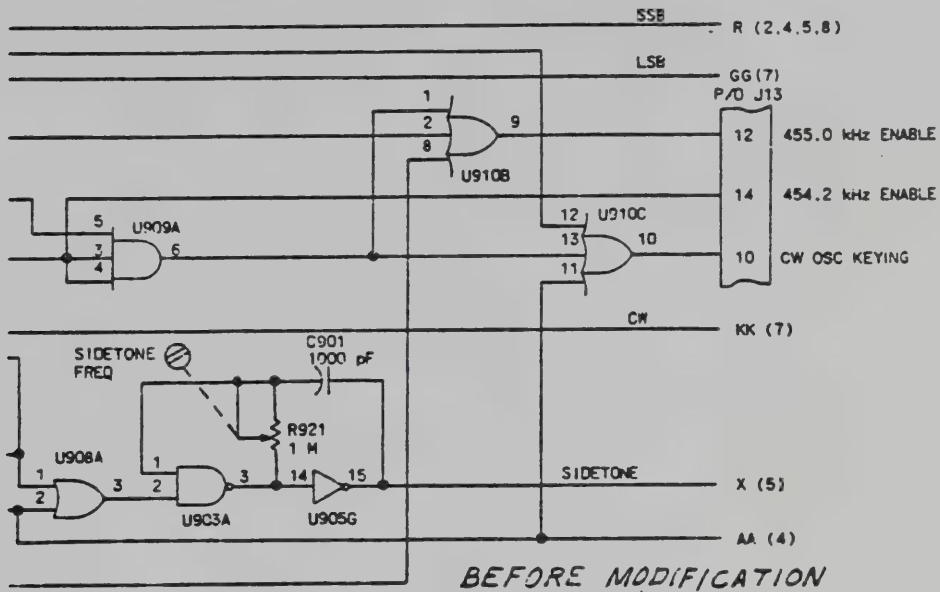 SSB
R (2,4,5,8)
LSB
GG (7)
P/O J13
1
2
8
9
U910B
12 455.0 kHz ENABLE
14 454.2 kHz ENABLE
5
3
4
U909A
6
12
13
11
U910C
10
10 CW OSC KEYING
CW
KK (7)
SIDETONE
FREQ
C901
1000 pF
R921
1 M
U908A
1
2
3
1
2
3
U903A
14
15
U905G
SIDETONE
X (5)
AA (4)
BEFORE MODIFICATION